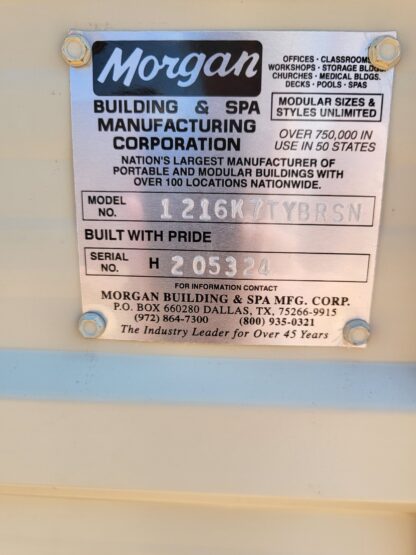 Morgan
OFFICES · CLASSROOMS
WORKSHOPS · STORAGE BLDGS.
CHURCHES · MEDICAL BLDGS.
DECKS · POOLS · SPAS
BUILDING & SPA
MANUFACTURING
CORPORATION
MODULAR SIZES &
STYLES UNLIMITED
OVER 750,000 IN
USE IN 50 STATES
NATION'S LARGEST MANUFACTURER OF
PORTABLE AND MODULAR BUILDINGS WITH
OVER 100 LOCATIONS NATIONWIDE.
MODEL
NO. 1216K7TYBRSN
BUILT WITH PRIDE
SERIAL
NO. H 205324
FOR INFORMATION CONTACT
MORGAN BUILDING & SPA MFG. CORP.
P.O. BOX 660280 DALLAS, TX, 75266-9915
(972) 864-7300 (800) 935-0321
The Industry Leader for Over 45 Years